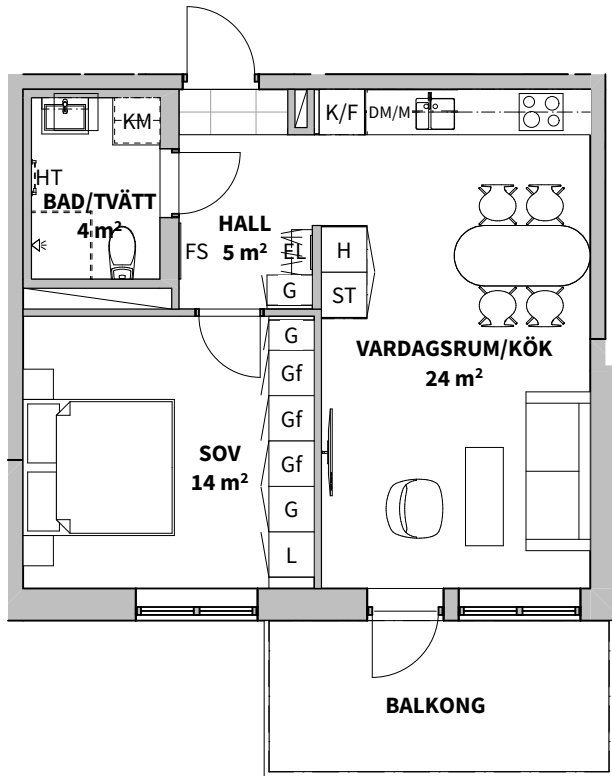 K/F
DM/M
KM
HT
BAD/TVÄTT
4 m²
HALL
5 m²
FS
EL
H
ST
G
G
Gf
Gf
Gf
G
L
VARDAGSRUM/KÖK
24 m²
SOV
14 m²
BALKONG